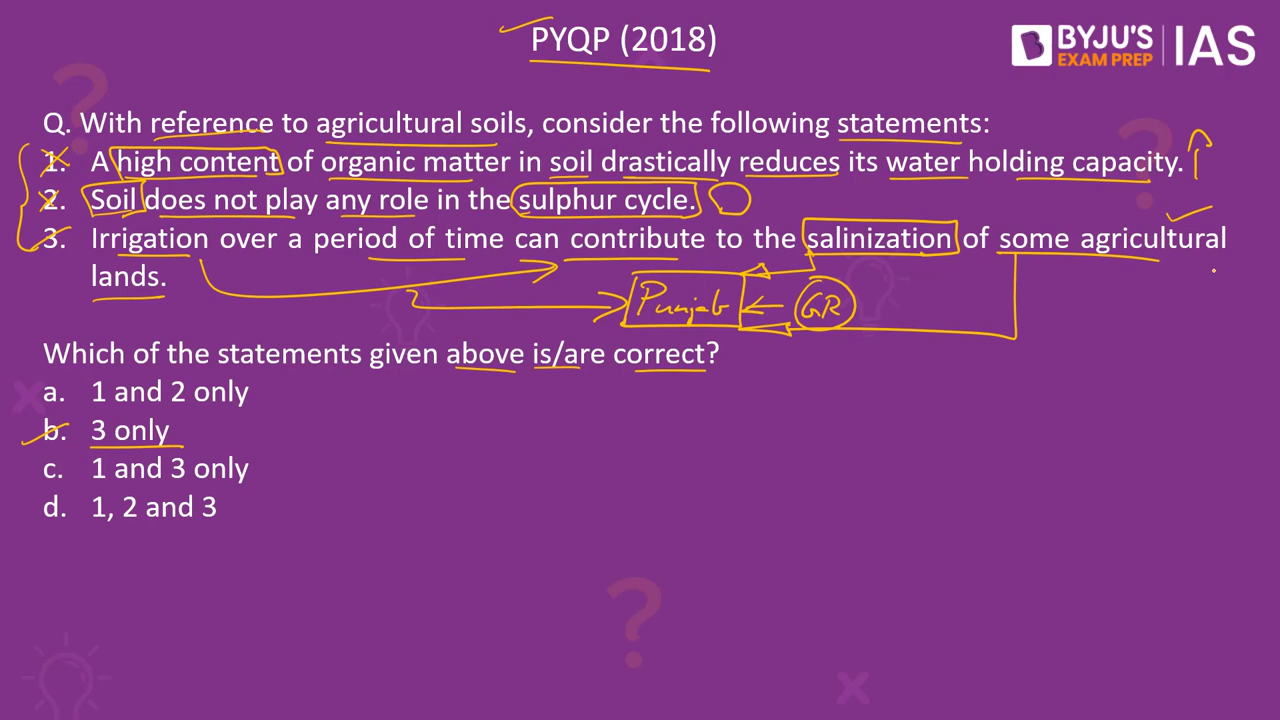 PYQP (2018)
BYJU'S
EXAM PREP
IAS
Q. With reference to agricultural soils, consider the following statements:
1. A high content of organic matter in soil drastically reduces its water holding capacity.
2. Soil does not play any role in the sulphur cycle.
3. Irrigation over a period of time can contribute to the salinization of some agricultural
lands.
Punjab GR
Which of the statements given above is/are correct?
a. 1 and 2 only
b. 3 only
c. 1 and 3 only
d. 1, 2 and 3